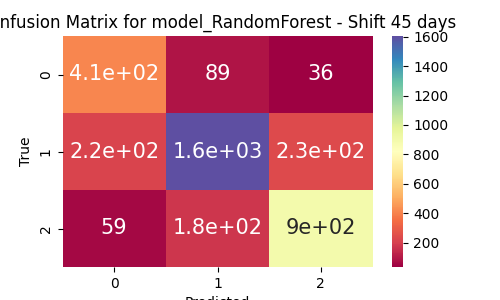 nfusion Matrix for model_RandomForest - Shift 45 days
0 4.1e+02 89 36
1 2.2e+02 1.6e+03 2.3e+02
2 59 1.8e+02 9e+02
0 1 2
True
Predicted
1600
1400
1200
1000
800
600
400
200